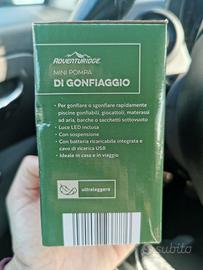 ADVENTURIDGE
MINI POMPA
DI GONFIAGGIO
• Per gonfiare o sgonfiare rapidamente
piscine gonfiabili, giocattoli, materassi
ad aria, barche o sacchetti sottovuoto
• Luce LED inclusa
• Con sospensione
• Con batteria ricaricabile integrata e
cavo di ricarica USB
• Ideale in casa e in viaggio
ultraleggera
subito